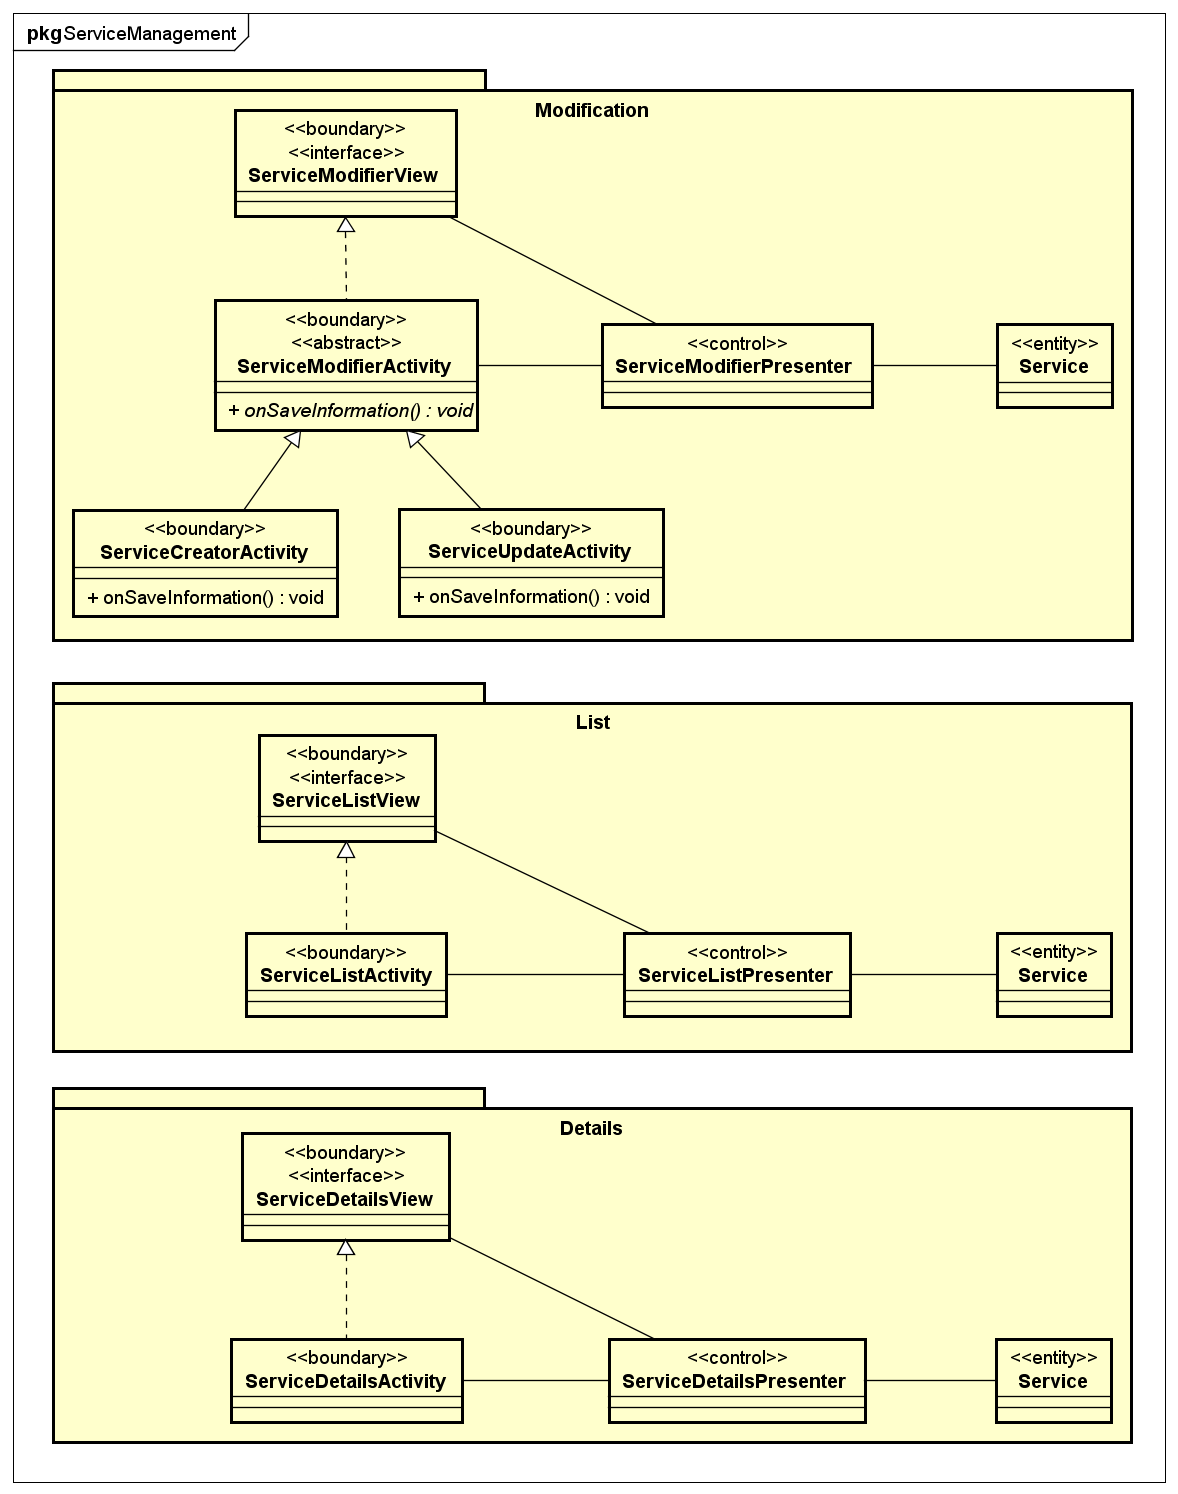 pkg ServiceManagement
Modification
<<boundary>>
<<interface>>
ServiceModifierView
<<boundary>>
<<abstract>>
ServiceModifierActivity
+ onSaveInformation() : void
<<control>>
ServiceModifierPresenter
<<entity>>
Service
<<boundary>>
ServiceCreatorActivity
+ onSaveInformation() : void
<<boundary>>
ServiceUpdateActivity
+ onSaveInformation() : void
List
<<boundary>>
<<interface>>
ServiceListView
<<boundary>>
ServiceListActivity
<<control>>
ServiceListPresenter
<<entity>>
Service
Details
<<boundary>>
<<interface>>
ServiceDetailsView
<<boundary>>
ServiceDetailsActivity
<<control>>
ServiceDetailsPresenter
<<entity>>
Service